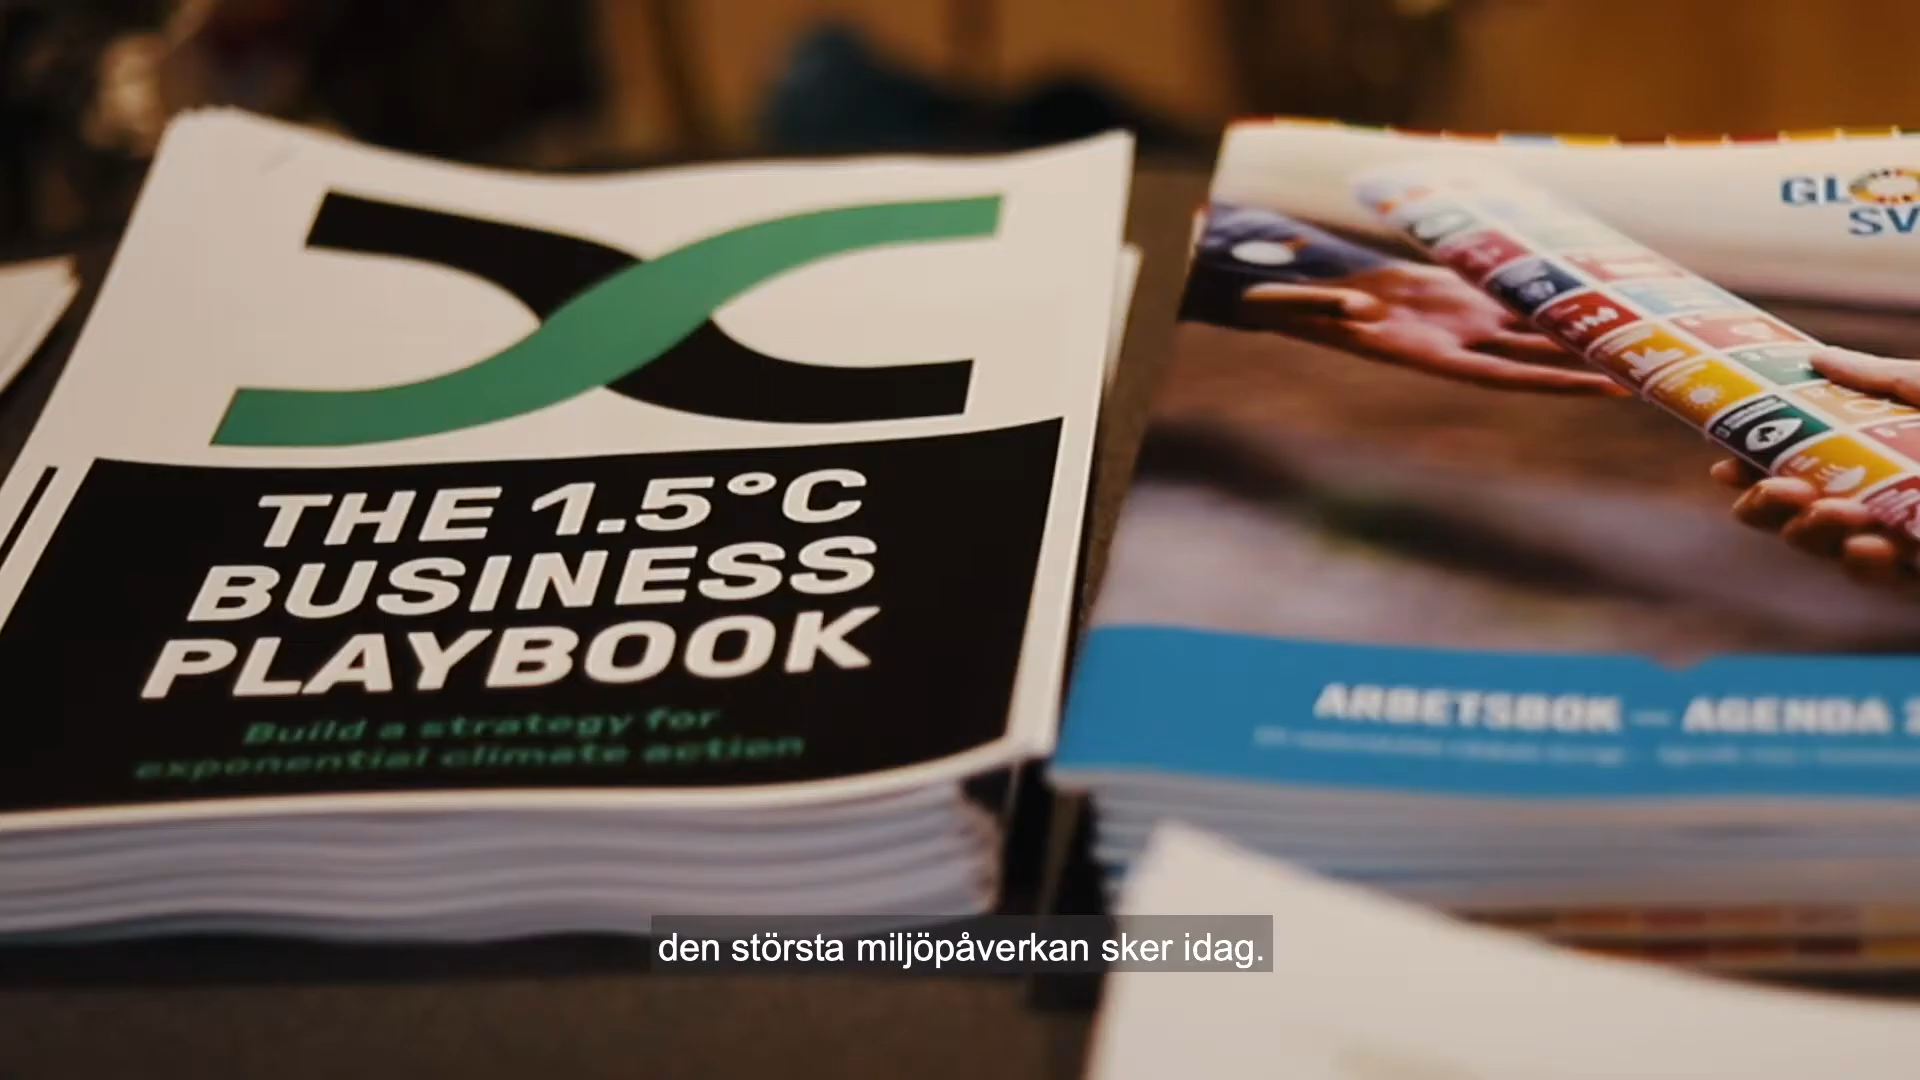 THE 1.5°C
BUSINESS
PLAYBOOK
Build a strategy for
exponential climate action
GL
SV
ARBETSBOK — AGENDA
den största miljöpåverkan sker idag.